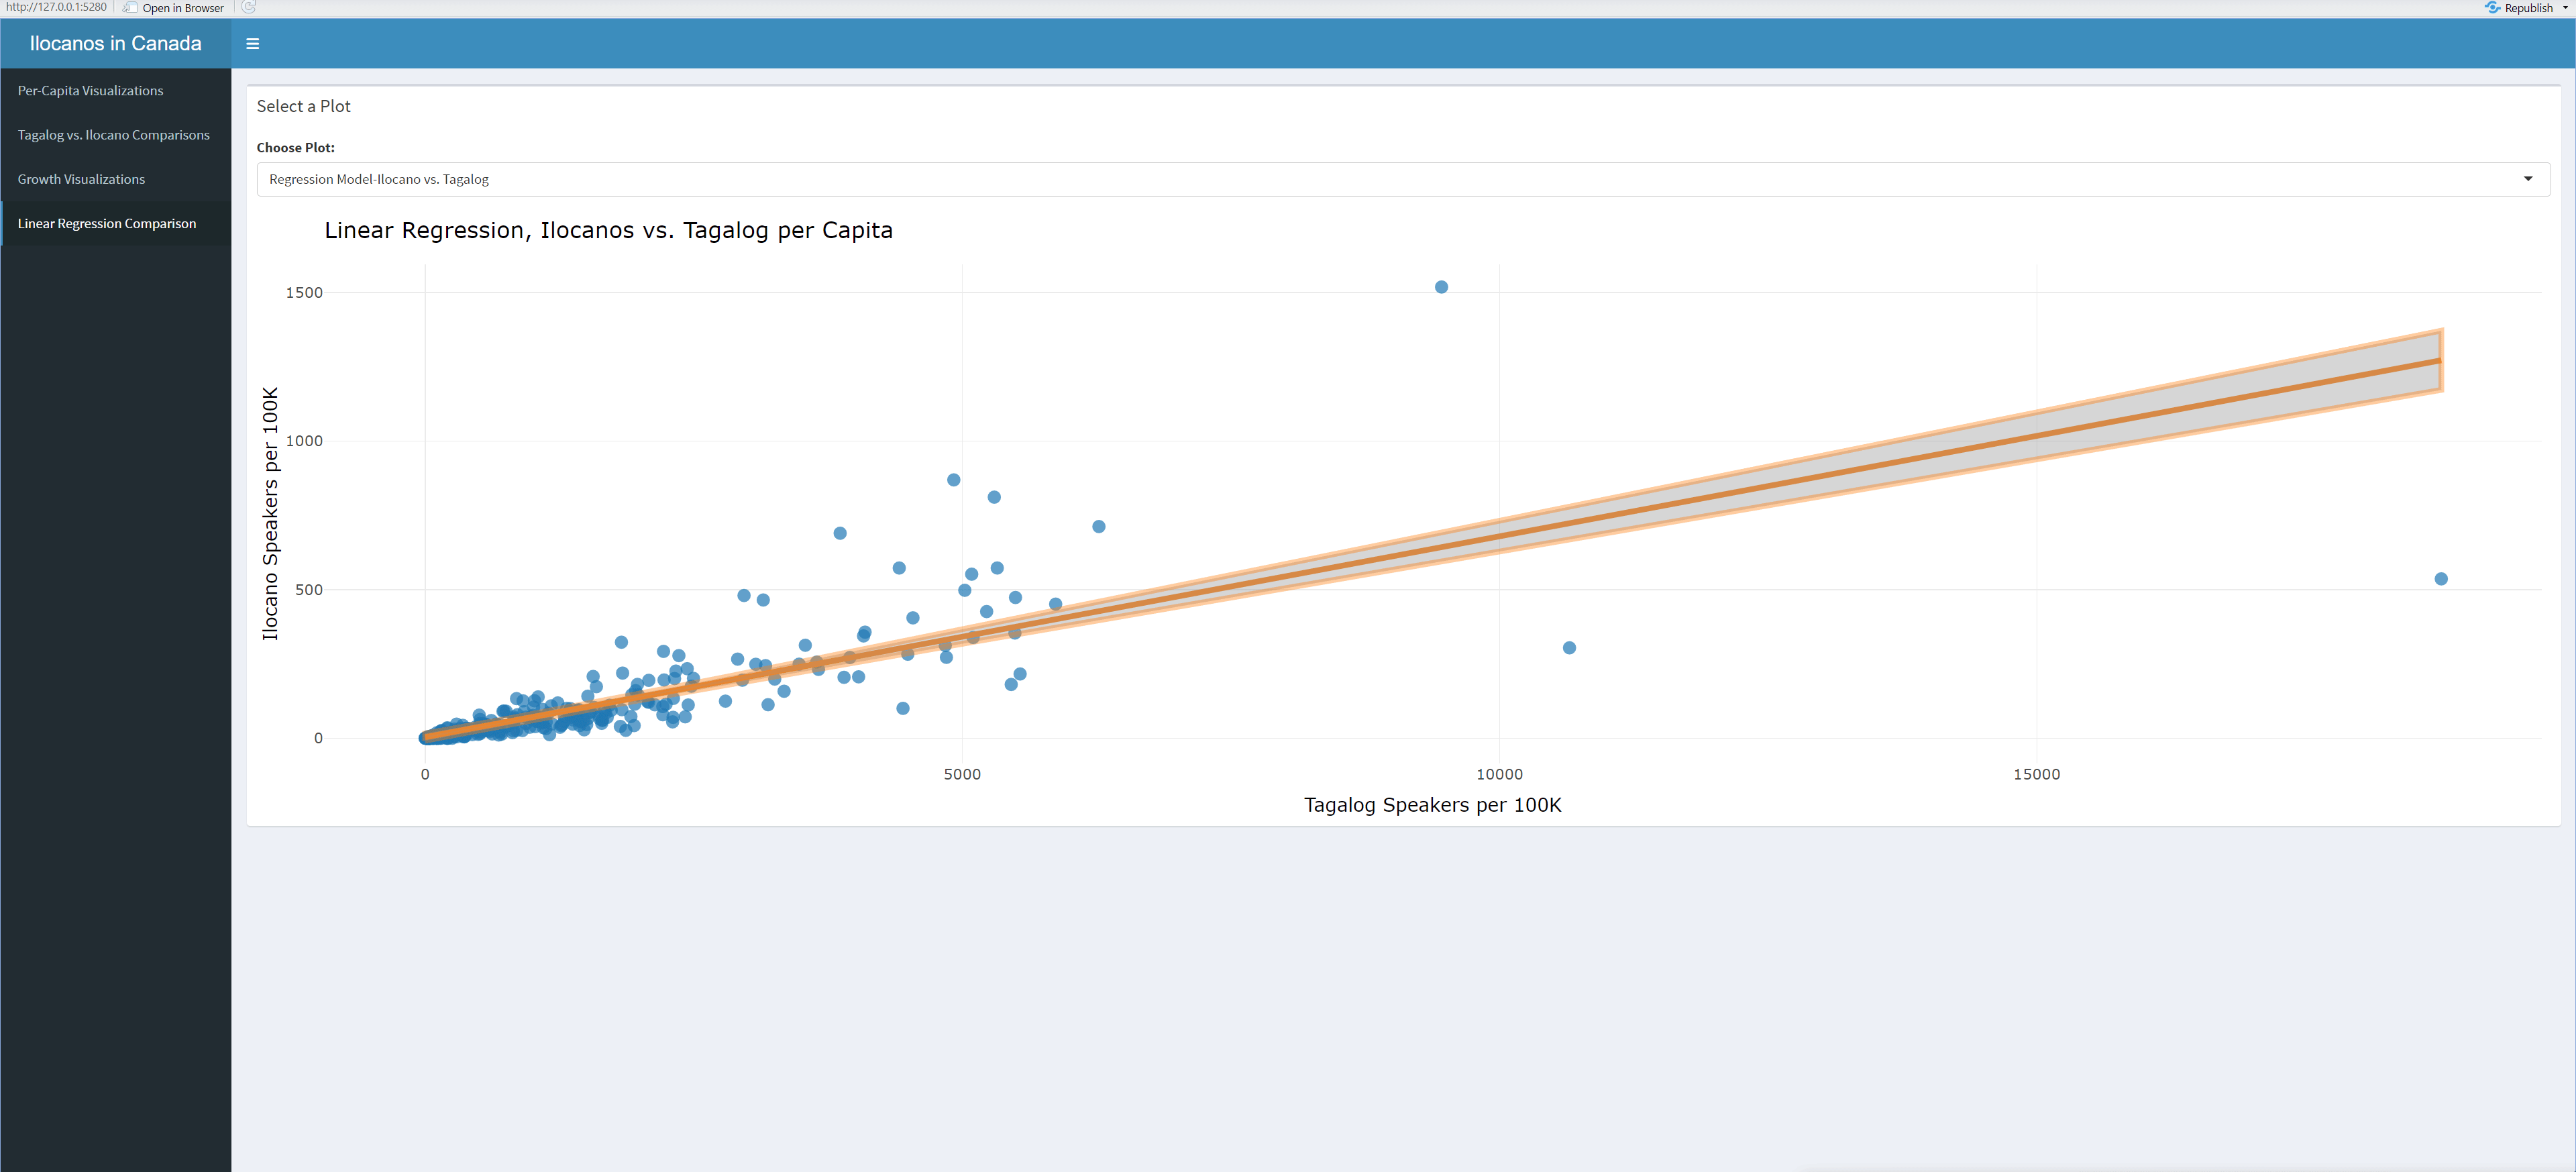 http://127.0.0.1:5280 Open in Browser Republish
Ilocanos in Canada
Per-Capita Visualizations
Tagalog vs. Ilocano Comparisons
Growth Visualizations
Linear Regression Comparison
Select a Plot
Choose Plot:
Regression Model-Ilocano vs. Tagalog
Linear Regression, Ilocanos vs. Tagalog per Capita
Ilocano Speakers per 100K
1500
1000
500
0
0 5000 10000 15000
Tagalog Speakers per 100K